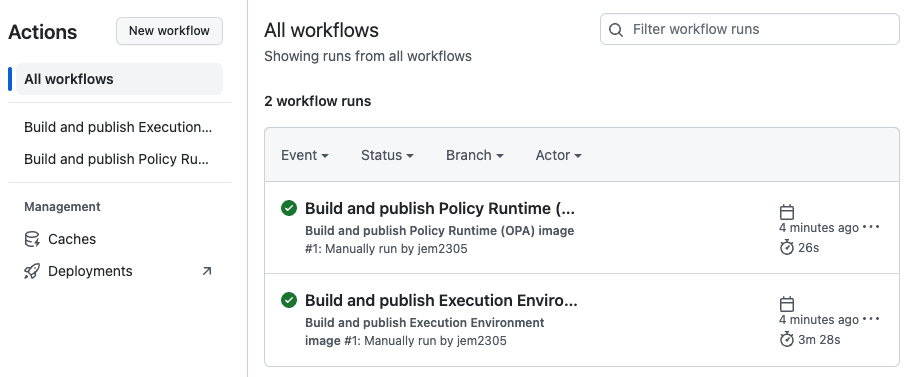 Actions
New workflow
All workflows
Build and publish Execution...
Build and publish Policy Ru...
Management
Caches
Deployments
All workflows
Showing runs from all workflows
Filter workflow runs
2 workflow runs
Event Status Branch Actor
Build and publish Policy Runtime (...
Build and publish Policy Runtime (OPA) image
#1: Manually run by jem2305
4 minutes ago
26s
Build and publish Execution Enviro...
Build and publish Execution Environment
image #1: Manually run by jem2305
4 minutes ago
3m 28s